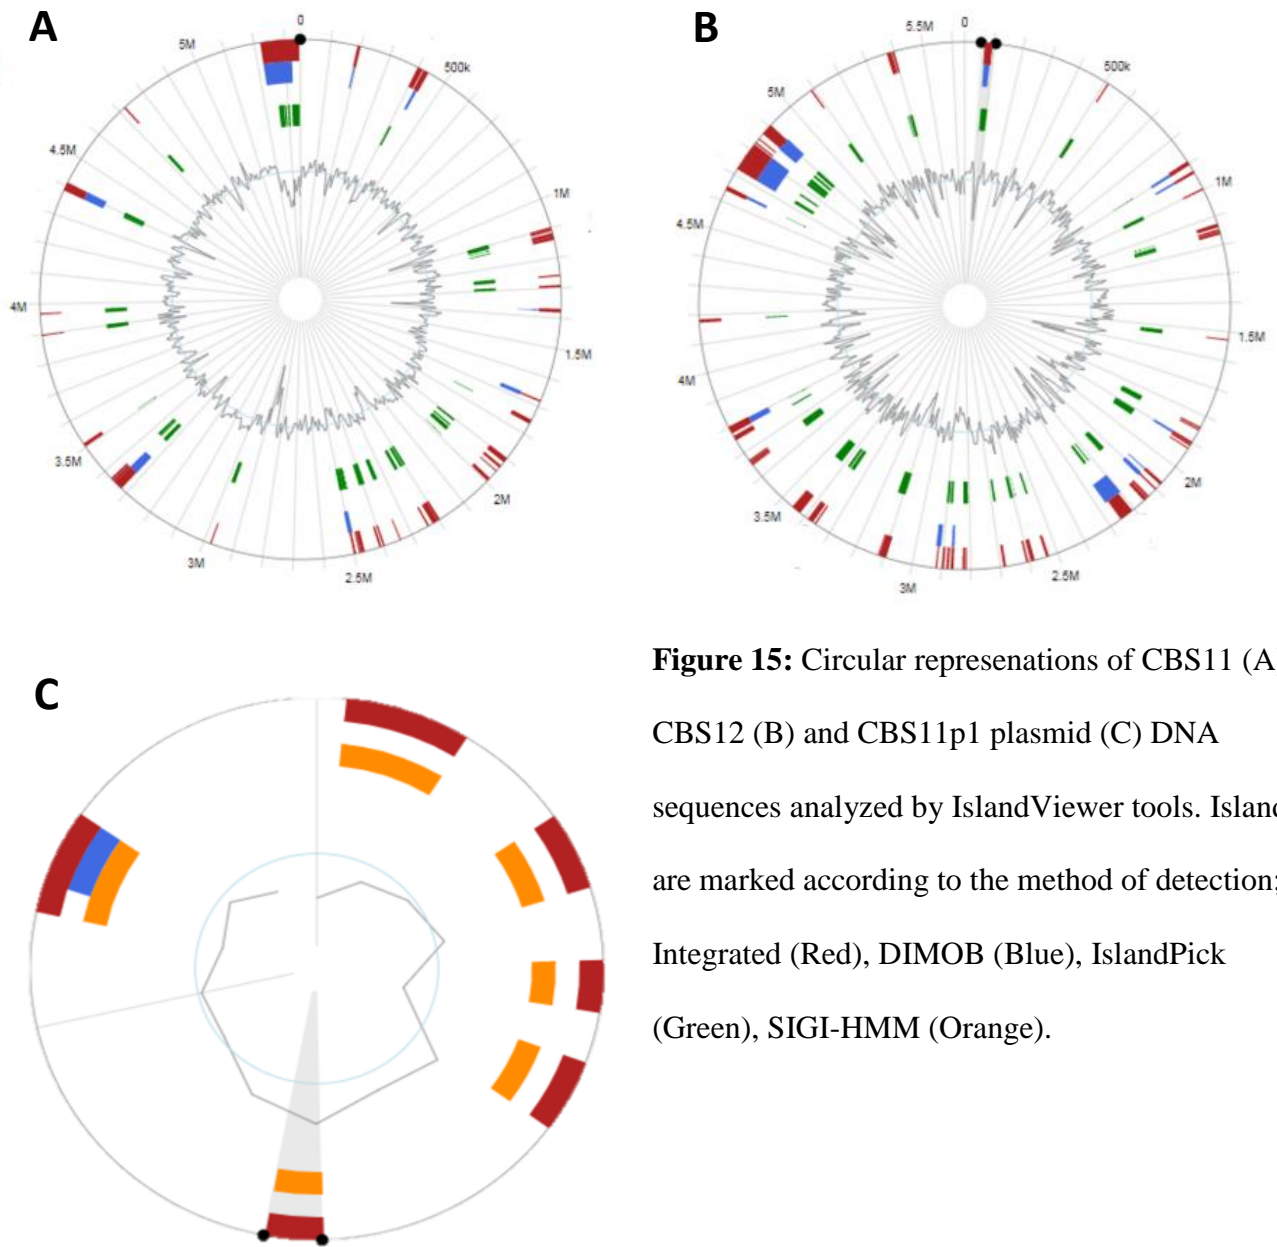 A
0
500k
1M
1.5M
2M
2.5M
3M
3.5M
4M
4.5M
5M
B
0
500k
1M
1.5M
2M
2.5M
3M
3.5M
4M
4.5M
5M
5.5M
C
Figure 15: Circular represenations of CBS11 (A
CBS12 (B) and CBS11p1 plasmid (C) DNA
sequences analyzed by IslandViewer tools. Island
are marked according to the method of detection;
Integrated (Red), DIMOB (Blue), IslandPick
(Green), SIGI-HMM (Orange).